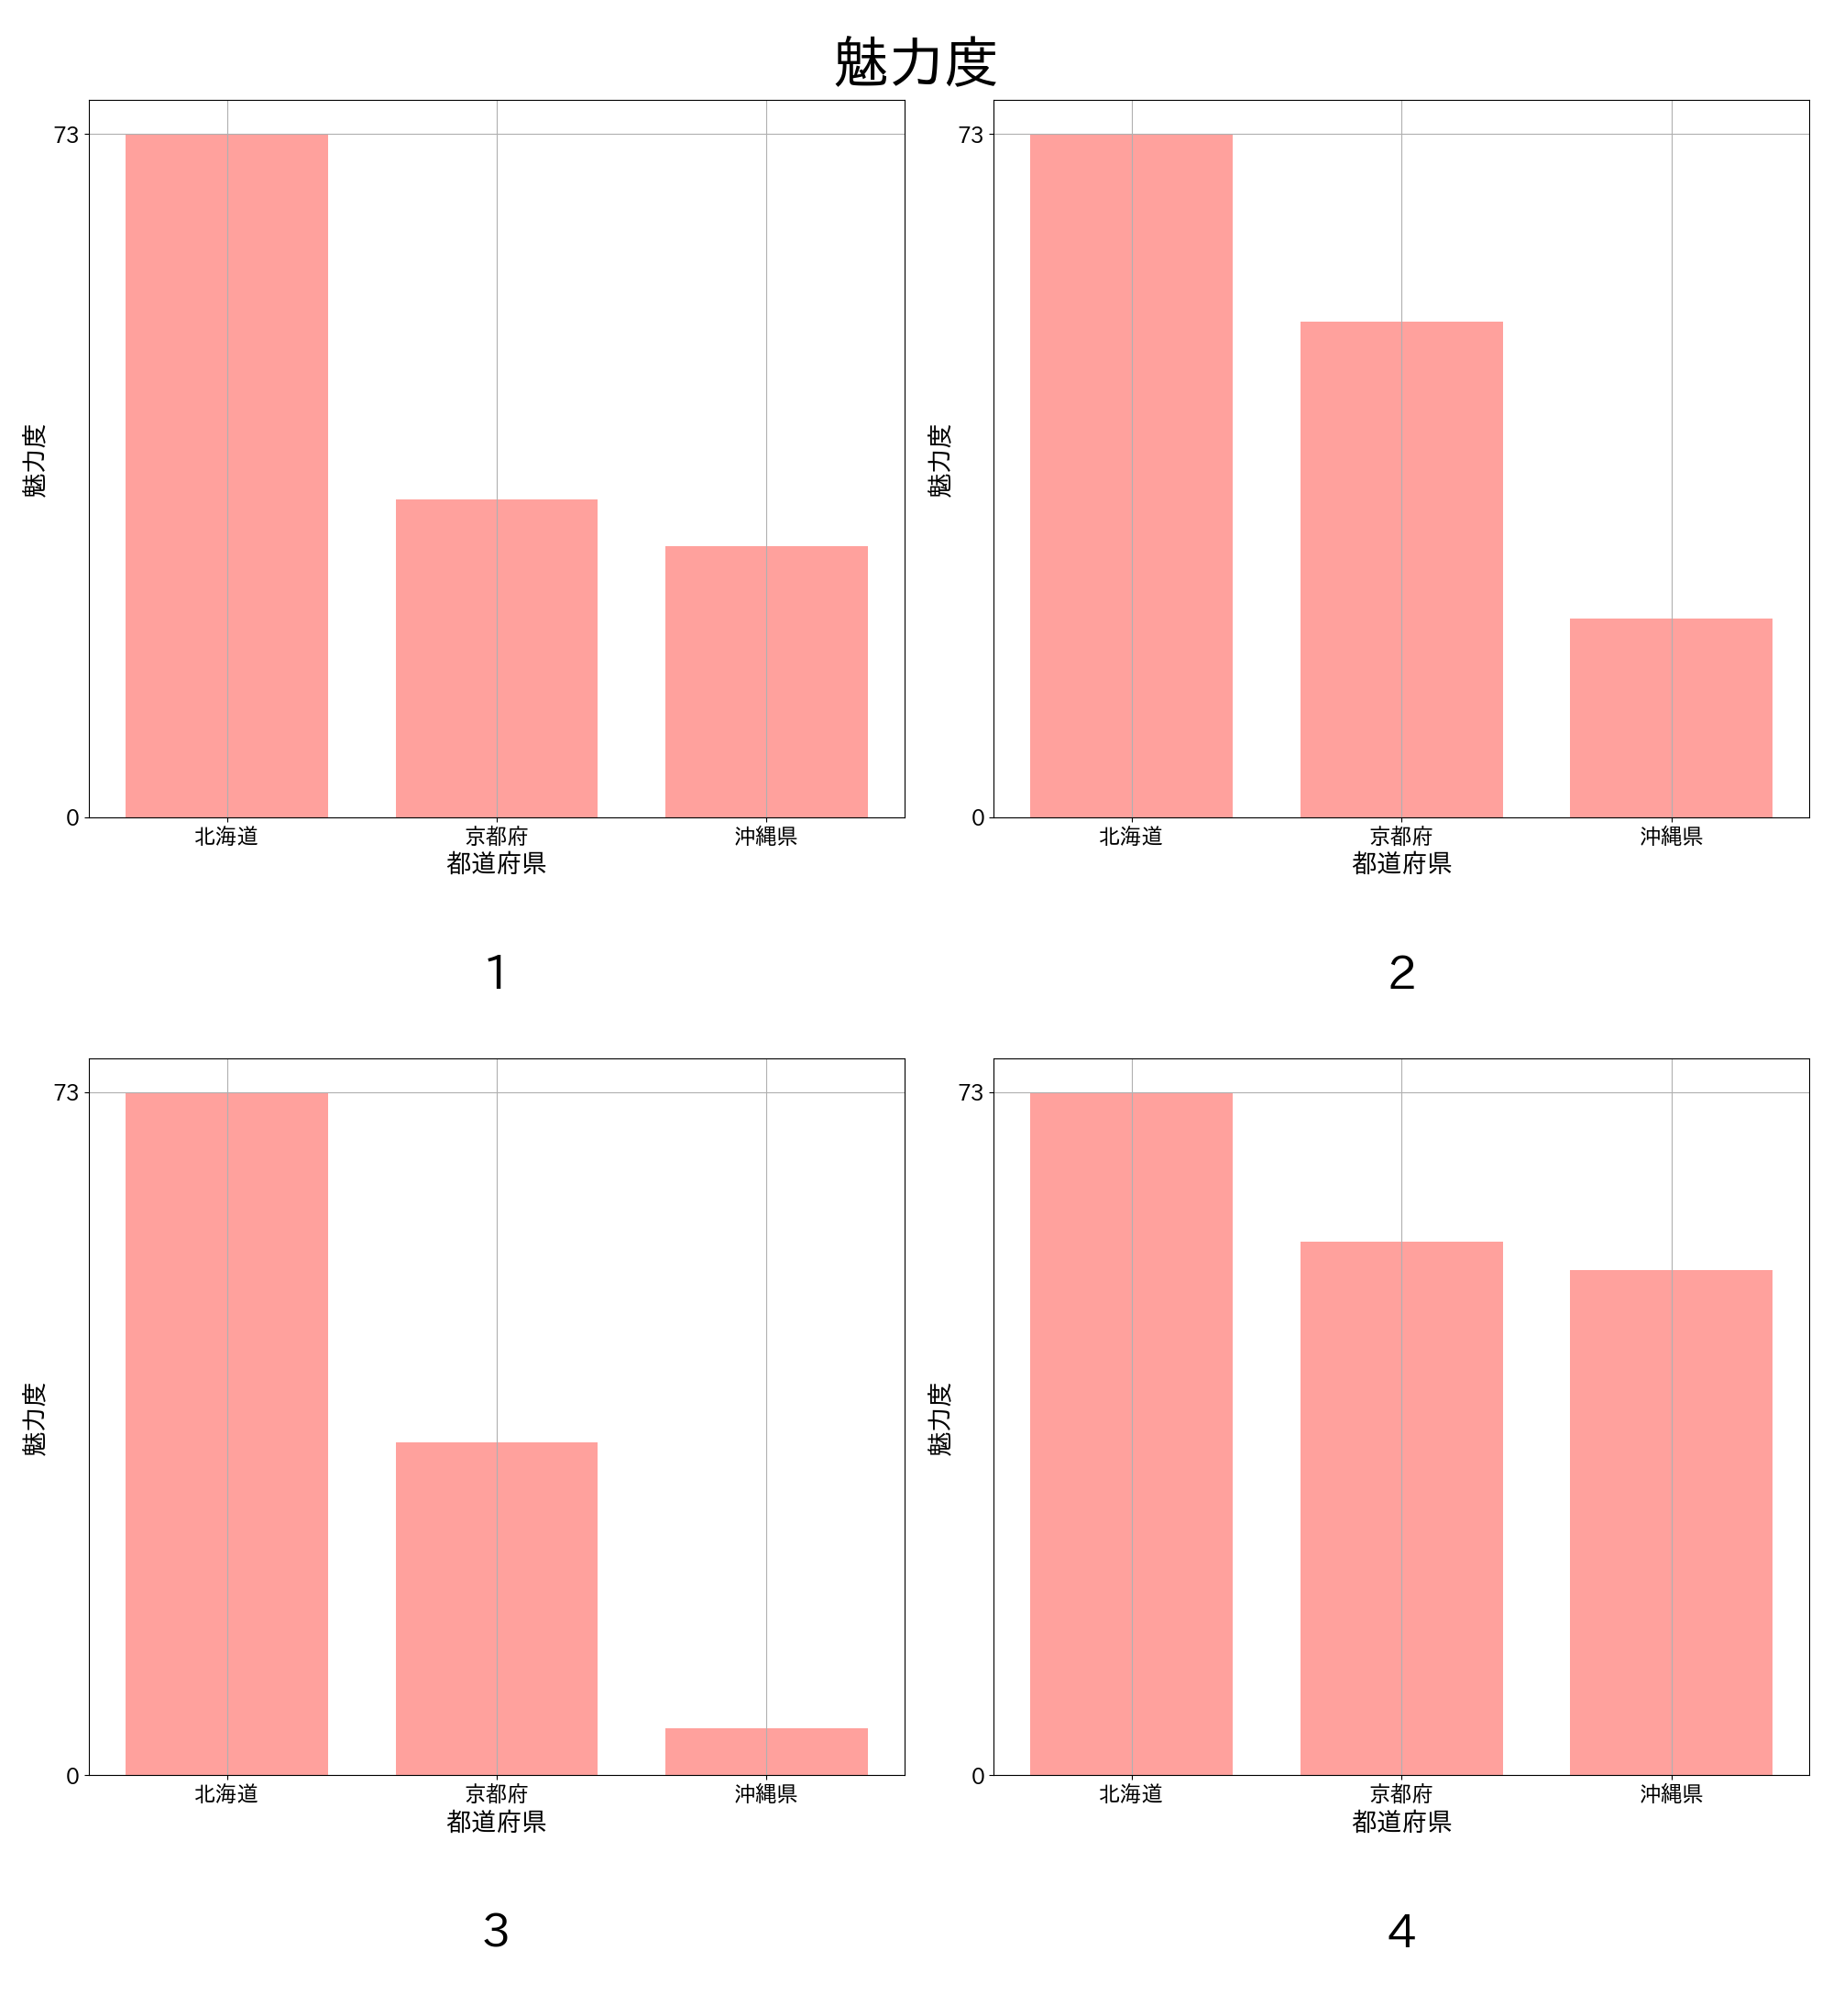 魅力度
73
0
魅力度
北海道 京都府 沖縄県
都道府県
1
73
0
魅力度
北海道 京都府 沖縄県
都道府県
2
73
0
魅力度
北海道 京都府 沖縄県
都道府県
3
73
0
魅力度
北海道 京都府 沖縄県
都道府県
4